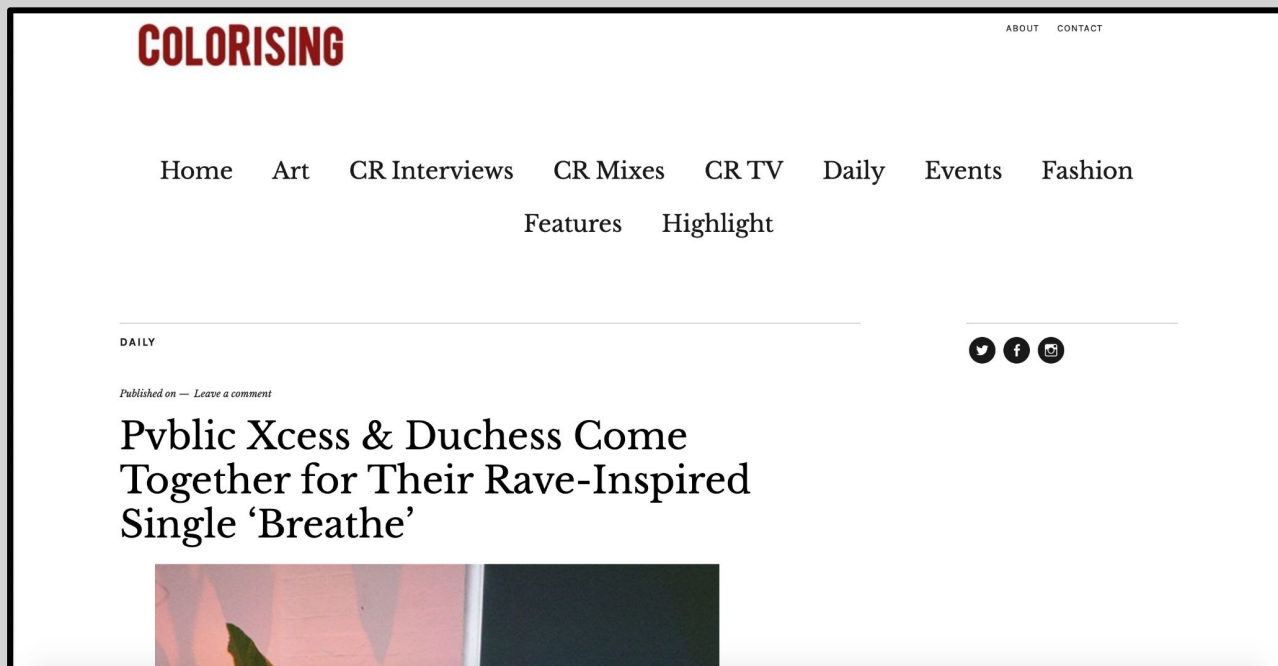 COLORISING
ABOUT CONTACT
Home Art CR Interviews CR Mixes CR TV Daily Events Fashion
Features Highlight
DAILY
Published on — Leave a comment
Pvblic Xcess & Duchess Come
Together for Their Rave-Inspired
Single ‘Breathe’